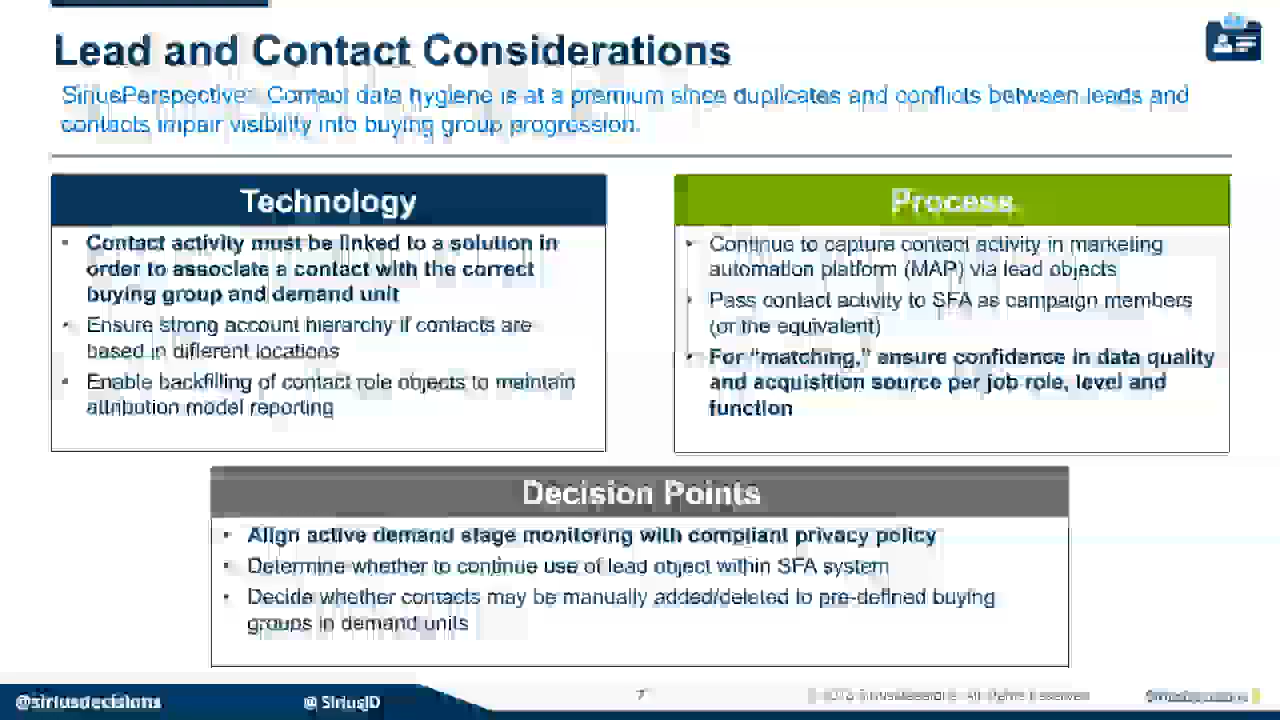 Lead and Contact Considerations
SiriusPerspective: Contact data hygiene is at a premium since duplicates and conflicts between leads and
contacts impair visibility into buying group progression.
Technology
• Contact activity must be linked to a solution in
order to associate a contact with the correct
buying group and demand unit
• Ensure strong account hierarchy if contacts are
based in different locations
• Enable backfilling of contact role objects to maintain
attribution model reporting
Process
• Continue to capture contact activity in marketing
automation platform (MAP) via lead objects
• Pass contact activity to SFA as campaign members
(or the equivalent)
• For “matching,” ensure confidence in data quality
and acquisition source per job role, level and
function
Decision Points
• Align active demand stage monitoring with compliant privacy policy
• Determine whether to continue use of lead object within SFA system
• Decide whether contacts may be manually added/deleted to pre-defined buying
groups in demand units
@siriusdecisions
@SiriusID
7
SiriusDecisions. All Rights Reserved